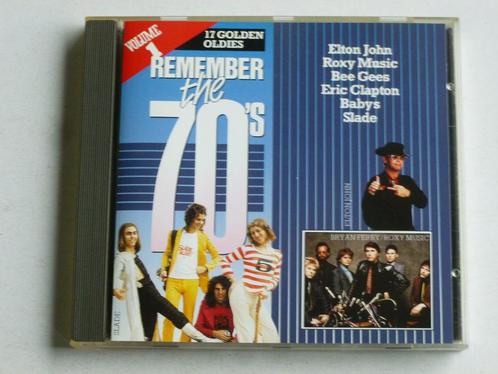 VOLUME
1
17 GOLDEN
OLDIES
REMEMBER
the
70'S
Elton John
Roxy Music
Bee Gees
Eric Clapton
Babys
Slade
ELTON JOHN
BRYAN FERRY/ROXY MUSIC
SLADE
5